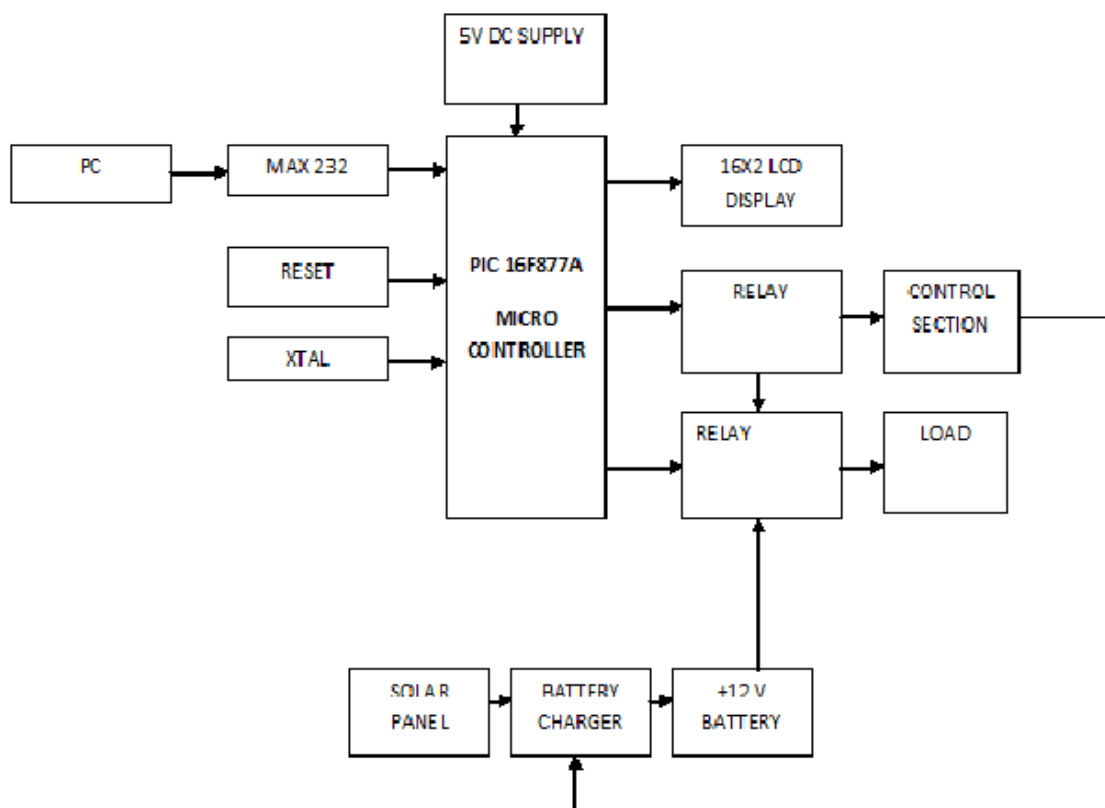 5V DC SUPPLY
PC
MAX 232
16X2 LCD
DISPLAY
RESET
PIC 16F877A
MICRO
CONTROLLER
RELAY
CONTROL
SECTION
XTAL
RELAY
LOAD
SOLAR
PANEL
BATTERY
CHARGER
+12 V
BATTERY